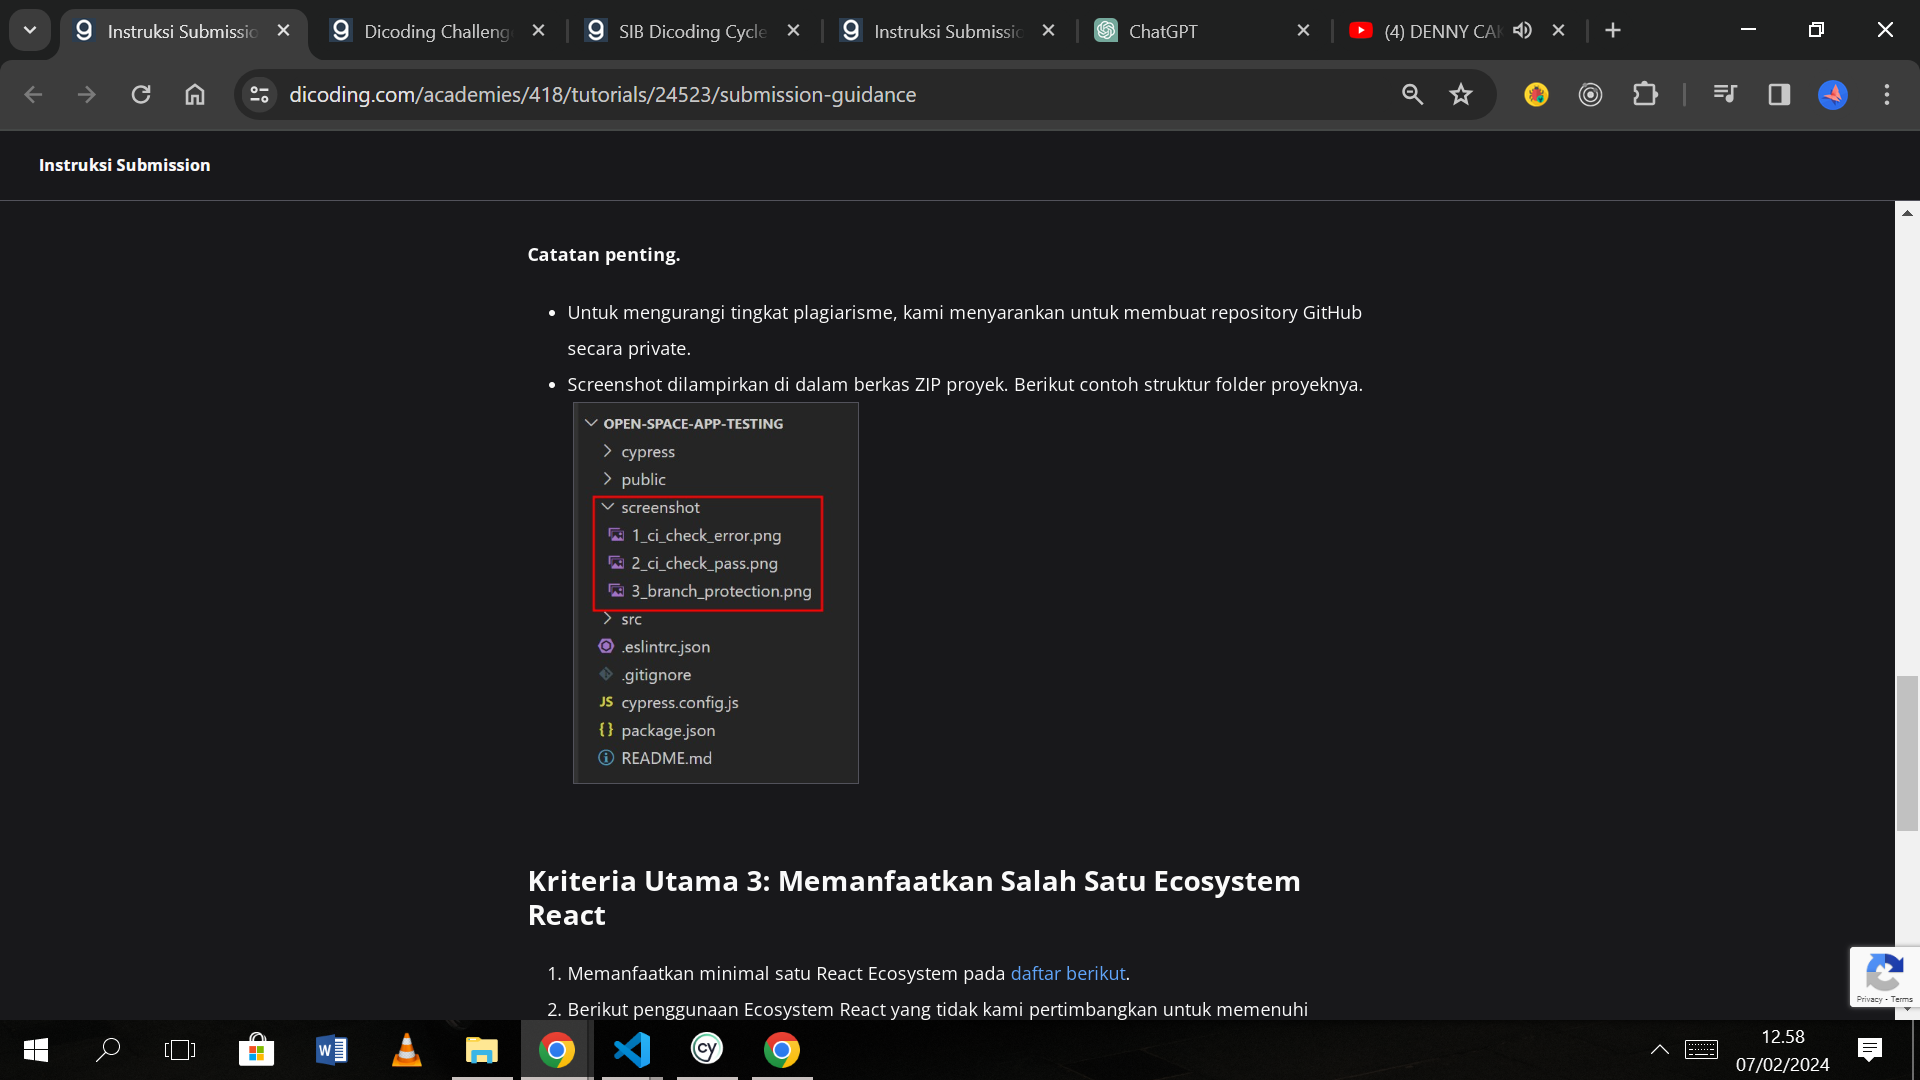 Instruksi Submissio
Dicoding Challeng
SIB Dicoding Cycle
Instruksi Submissio
ChatGPT
(4) DENNY CAK
dicoding.com/academies/418/tutorials/24523/submission-guidance
Instruksi Submission
Catatan penting.
• Untuk mengurangi tingkat plagiarisme, kami menyarankan untuk membuat repository GitHub
secara private.
• Screenshot dilampirkan di dalam berkas ZIP proyek. Berikut contoh struktur folder proyeknya.
OPEN-SPACE-APP-TESTING
cypress
public
screenshot
1_ci_check_error.png
2_ci_check_pass.png
3_branch_protection.png
src
.eslintrc.json
.gitignore
JS cypress.config.js
{} package.json
README.md
Kriteria Utama 3: Memanfaatkan Salah Satu Ecosystem
React
1. Memanfaatkan minimal satu React Ecosystem pada daftar berikut.
2. Berikut penggunaan Ecosystem React yang tidak kami pertimbangkan untuk memenuhi
Privacy - Terms
W
cy
12.58
07/02/2024